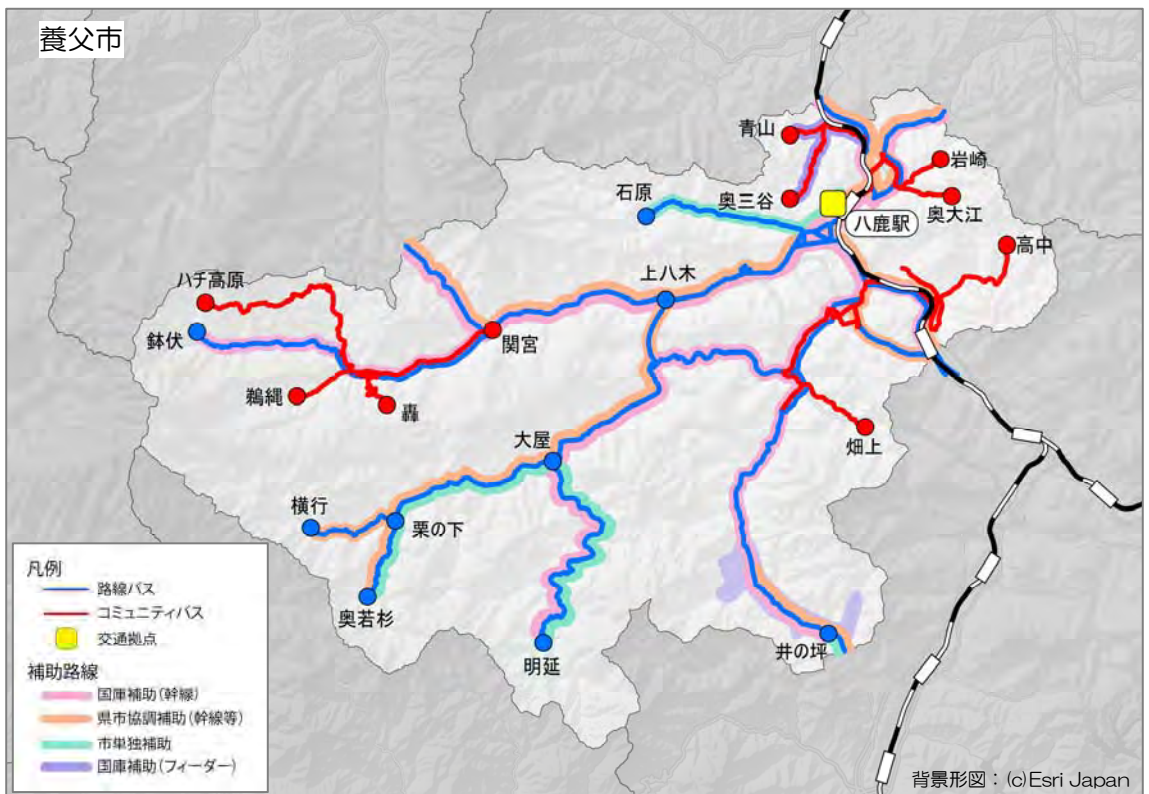 養父市
青山
岩崎
石原
奥三谷
奥大江
八鹿駅
高中
ハチ高原
上八木
鉢伏
関宮
鵜縄
轟
大屋
畑上
横行
栗の下
奥若杉
明延
井の坪
凡例
路線バス
コミュニティバス
交通拠点
補助路線
国庫補助(幹線)
県市協調補助(幹線等)
市単独補助
国庫補助(フィーダー)
背景形図：(c)Esri Japan